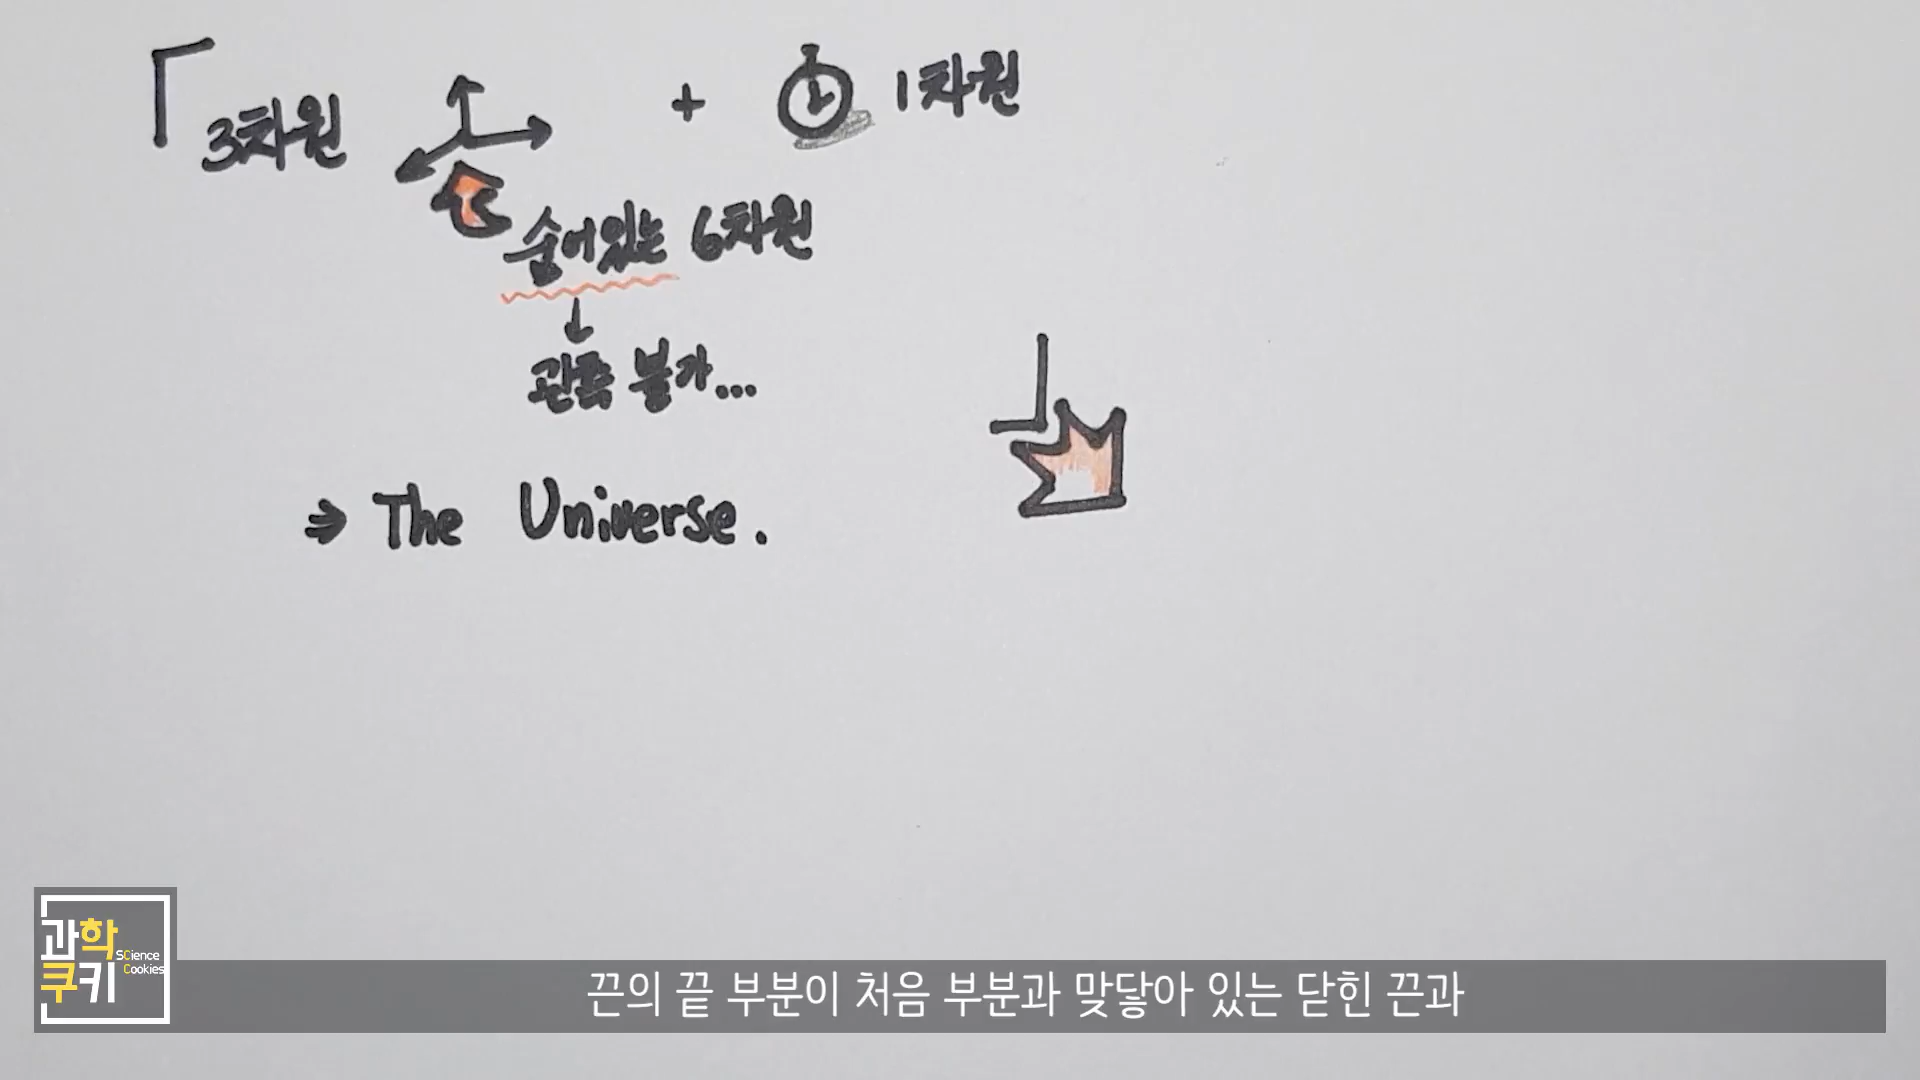 「3차원 + 1차원
숨어있는 6차원
관측 불가...
⇒ The Universe.
」
과학
쿠키
Science
Cookies
끈의 끝 부분이 처음 부분과 맞닿아 있는 닫힌 끈과